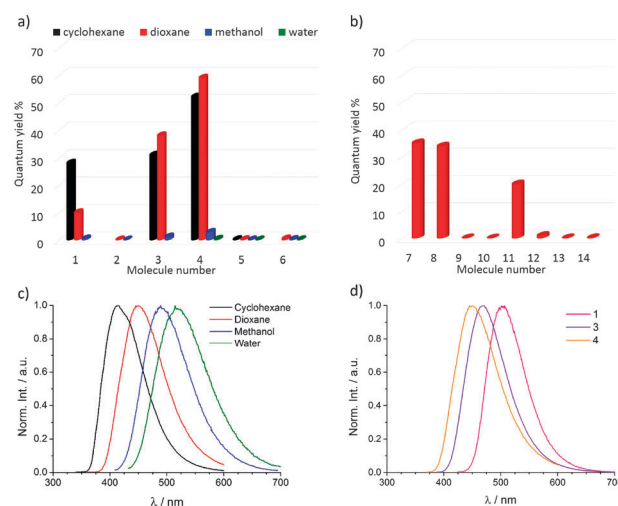 a)
cyclohexane dioxane methanol water
70
60
50
40
30
20
10
0
Quantum yield %
1 2 3 4 5 6
Molecule number
b)
70
60
50
40
30
20
10
0
Quantum yield %
7 8 9 10 11 12 13 14
Molecule number
c)
Cyclohexane
Dioxane
Methanol
Water
1.0
0.8
0.6
0.4
0.2
0.0
Norm. Int. / a.u.
300 400 500 600 700
λ / nm
d)
1
3
4
1.0
0.8
0.6
0.4
0.2
0.0
Norm. Int. / a.u.
300 400 500 600 700
λ / nm